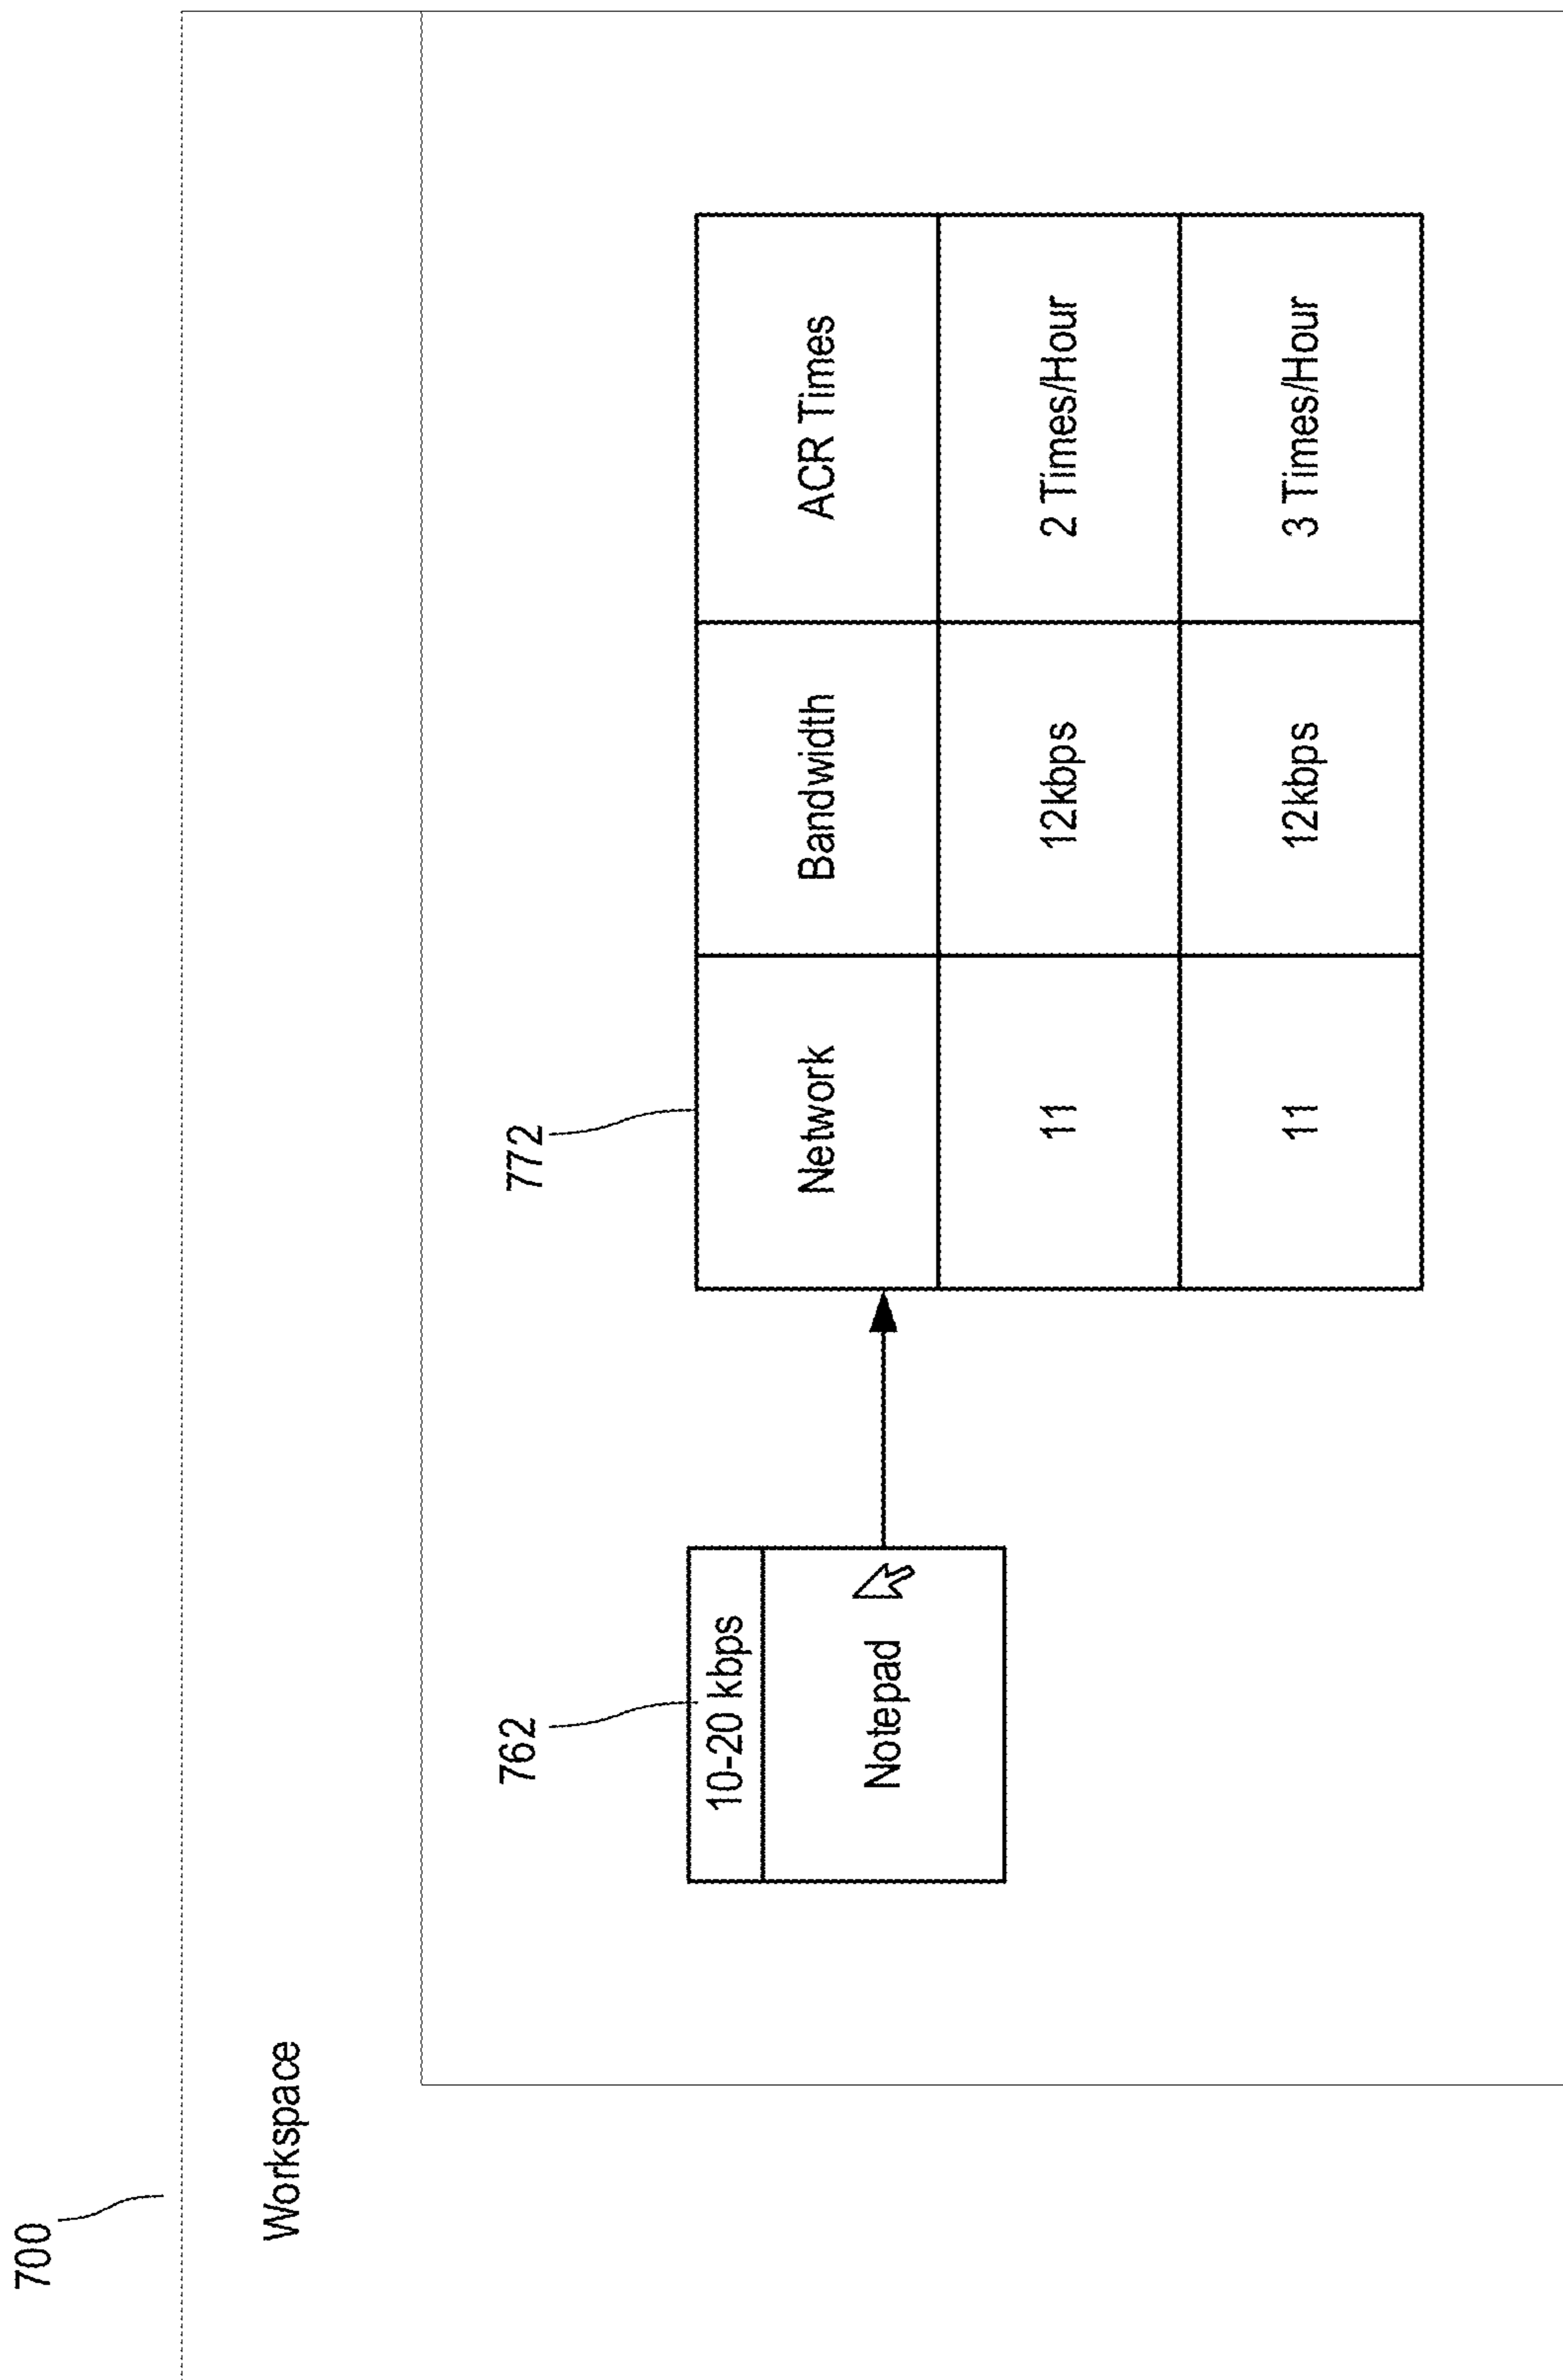 700
Workspace
762
10-20 kbps
Notepad
772
Network Bandwidth ACR Times
11 12kbps 2 Times/Hour
11 12kbps 3 Times/Hour